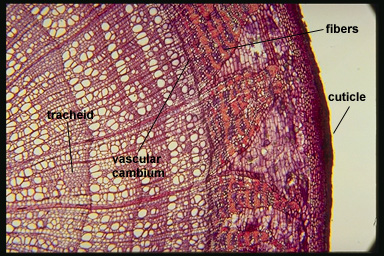 fibers
cuticle
tracheid
vascular
cambium